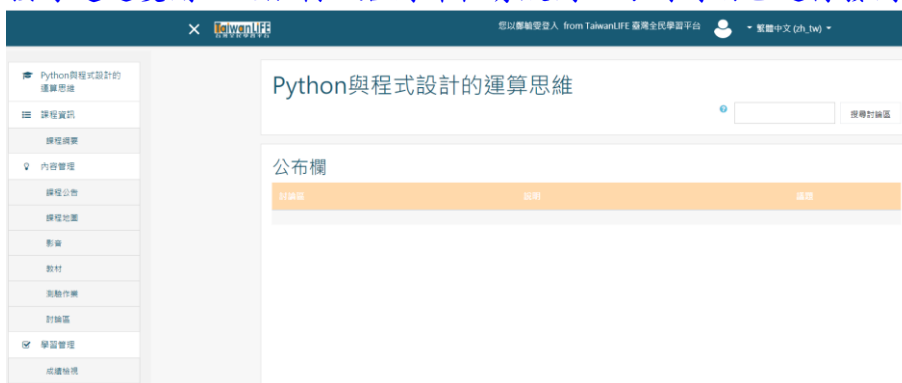 TaiwanLIFE
您以鄭毓旻登入 from TaiwanLIFE 臺灣全民學習平台
繁體中文 (zh_tw)
Python與程式設計的
運算思維
課程資訊
課程綱要
內容管理
課程公告
課程地圖
影音
教材
測驗作業
討論區
學習管理
成績檢視
Python與程式設計的運算思維
搜尋討論區
公布欄
討論區 說明 議題